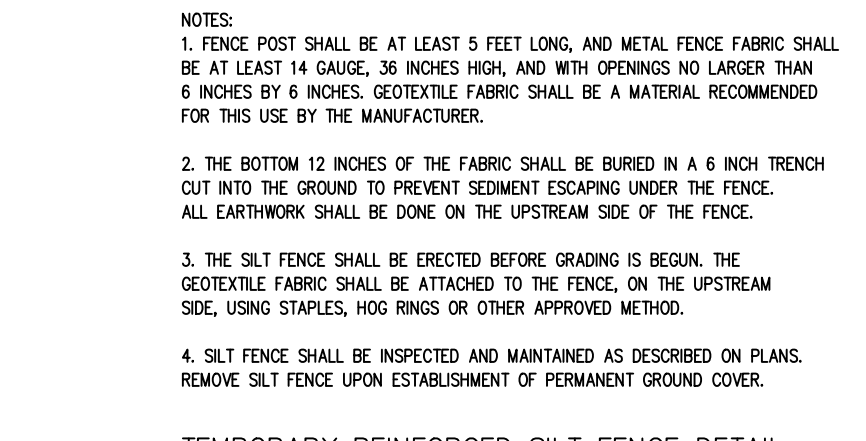 NOTES:
1. FENCE POST SHALL BE AT LEAST 5 FEET LONG, AND METAL FENCE FABRIC SHALL
BE AT LEAST 14 GAUGE, 36 INCHES HIGH, AND WITH OPENINGS NO LARGER THAN
6 INCHES BY 6 INCHES. GEOTEXTILE FABRIC SHALL BE A MATERIAL RECOMMENDED
FOR THIS USE BY THE MANUFACTURER.
2. THE BOTTOM 12 INCHES OF THE FABRIC SHALL BE BURIED IN A 6 INCH TRENCH
CUT INTO THE GROUND TO PREVENT SEDIMENT ESCAPING UNDER THE FENCE.
ALL EARTHWORK SHALL BE DONE ON THE UPSTREAM SIDE OF THE FENCE.
3. THE SILT FENCE SHALL BE ERECTED BEFORE GRADING IS BEGUN. THE
GEOTEXTILE FABRIC SHALL BE ATTACHED TO THE FENCE, ON THE UPSTREAM
SIDE, USING STAPLES, HOG RINGS OR OTHER APPROVED METHOD.
4. SILT FENCE SHALL BE INSPECTED AND MAINTAINED AS DESCRIBED ON PLANS.
REMOVE SILT FENCE UPON ESTABLISHMENT OF PERMANENT GROUND COVER.
TEMPORARY REINFORCED SILT FENCE DETAIL